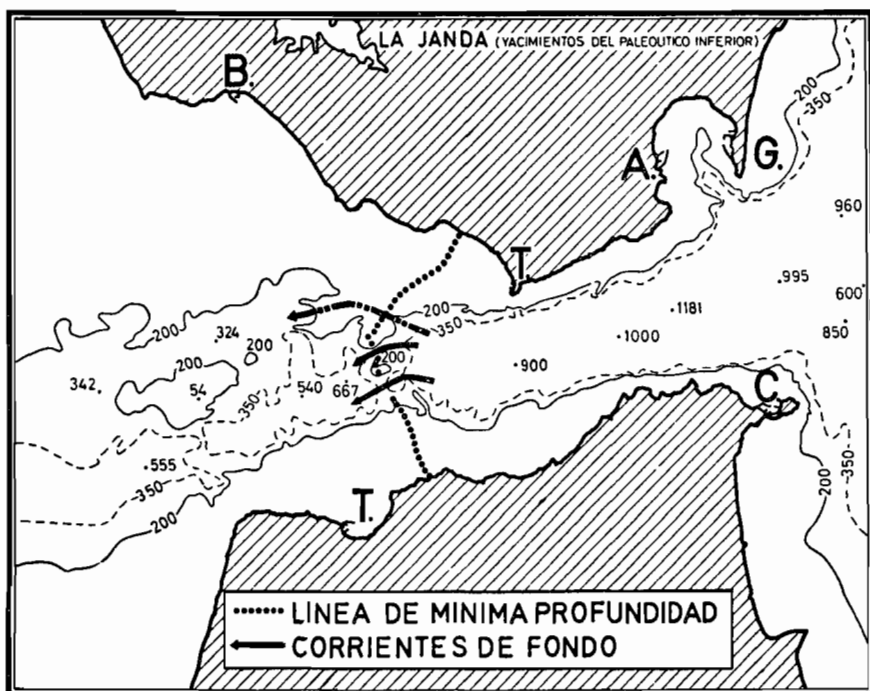 LA JANDA (YACIMIENTOS DEL PALEOLITICO INFERIOR)
B.
200
350
A.
G.
960
T.
995
600
1181
200
350
200
324
200
1000
850
200
342
54
540
667
900
350
C.
555
350
200
T.
350
200
LINEA DE MINIMA PROFUNDIDAD
CORRIENTES DE FONDO